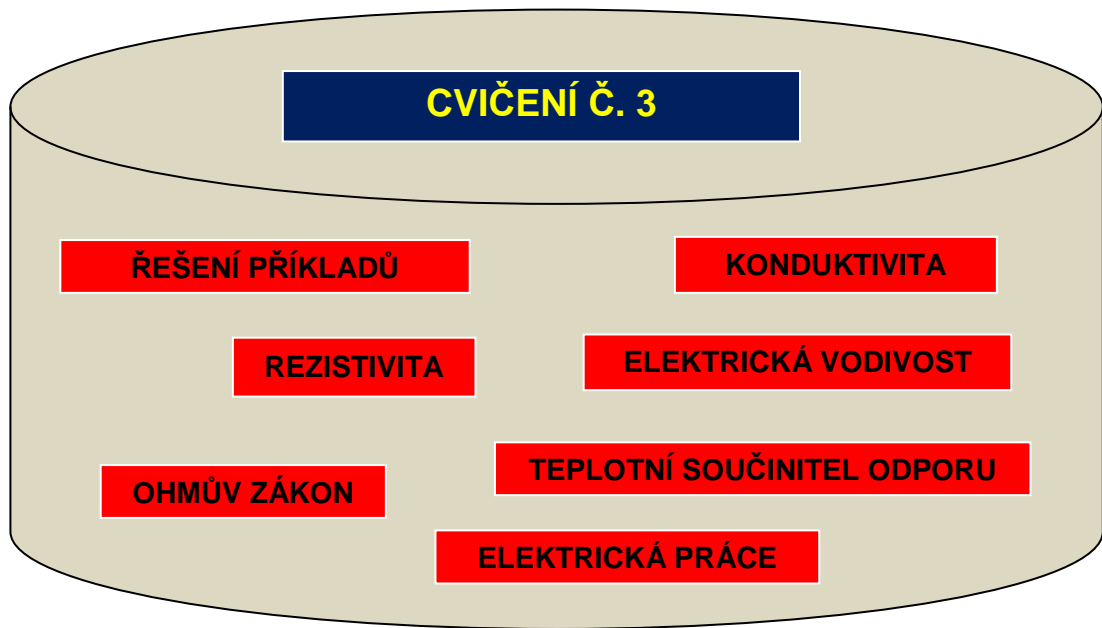 CVIČENÍ Č. 3
ŘEŠENÍ PŘÍKLADŮ
KONDUKTIVITA
REZISTIVITA
ELEKTRICKÁ VODIVOST
OHMŮV ZÁKON
TEPLOTNÍ SOUČINITEL ODPORU
ELEKTRICKÁ PRÁCE